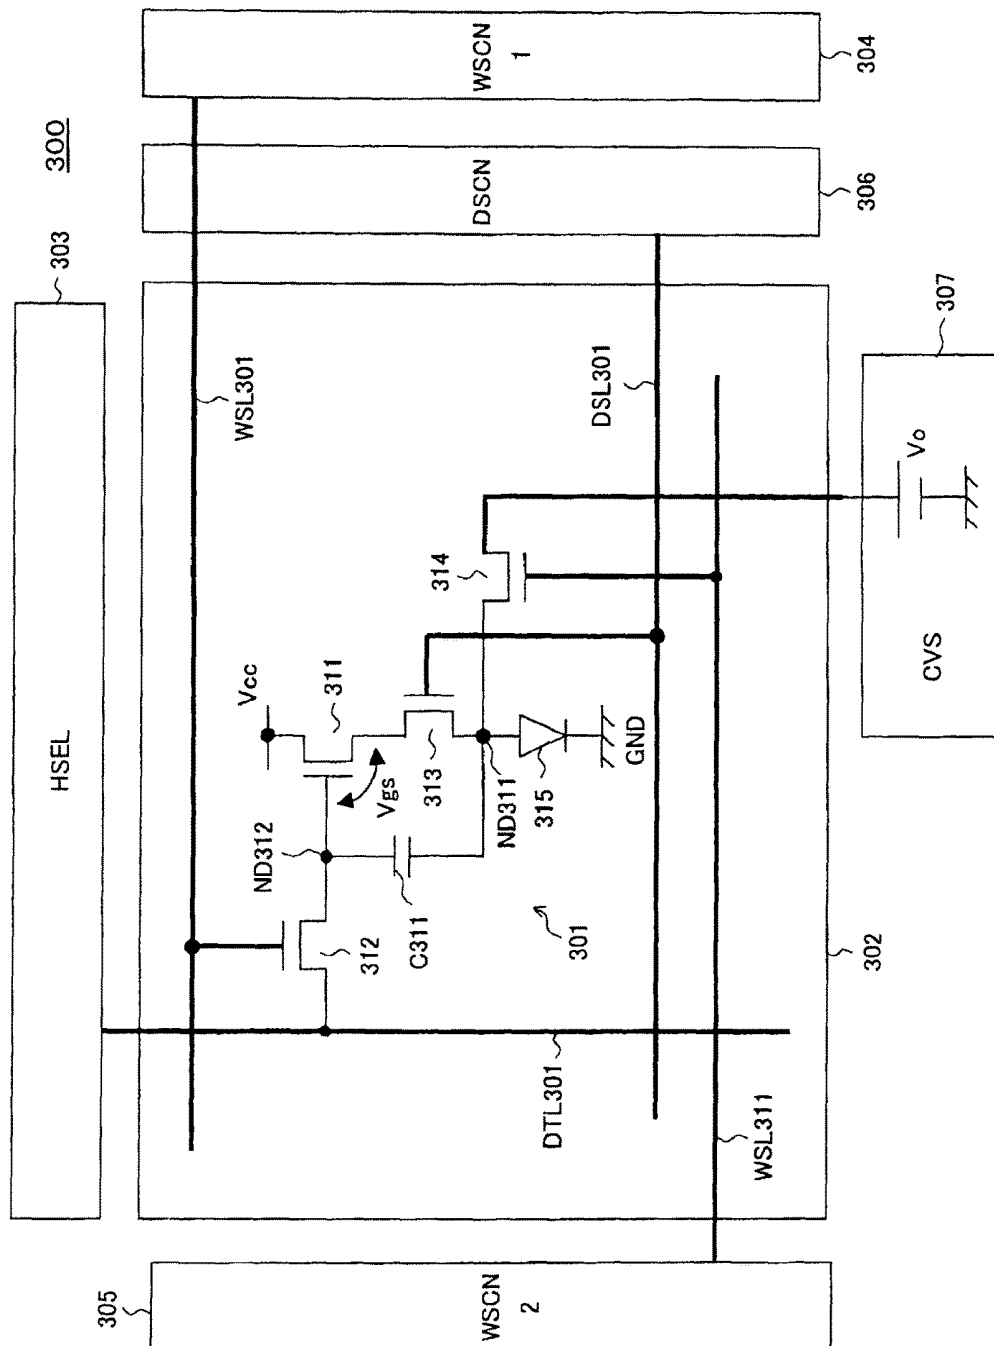 300
303
HSEL
WSCN
1
304
DSCN
306
305
WSCN
2
302
WSL301
DSL301
WSL311
DTL301
301
Vcc
311
Vgs
ND312
312
C311
313
ND311
314
315
GND
307
CVS
Vo